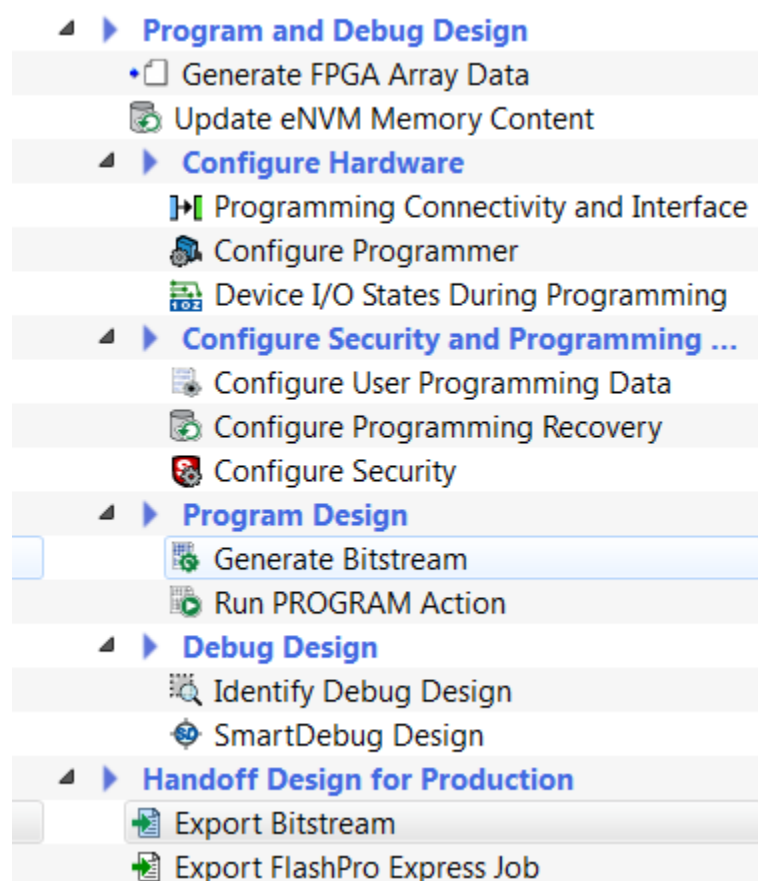 Program and Debug Design
Generate FPGA Array Data
Update eNVM Memory Content
Configure Hardware
Programming Connectivity and Interface
Configure Programmer
Device I/O States During Programming
Configure Security and Programming ...
Configure User Programming Data
Configure Programming Recovery
Configure Security
Program Design
Generate Bitstream
Run PROGRAM Action
Debug Design
Identify Debug Design
SmartDebug Design
Handoff Design for Production
Export Bitstream
Export FlashPro Express Job